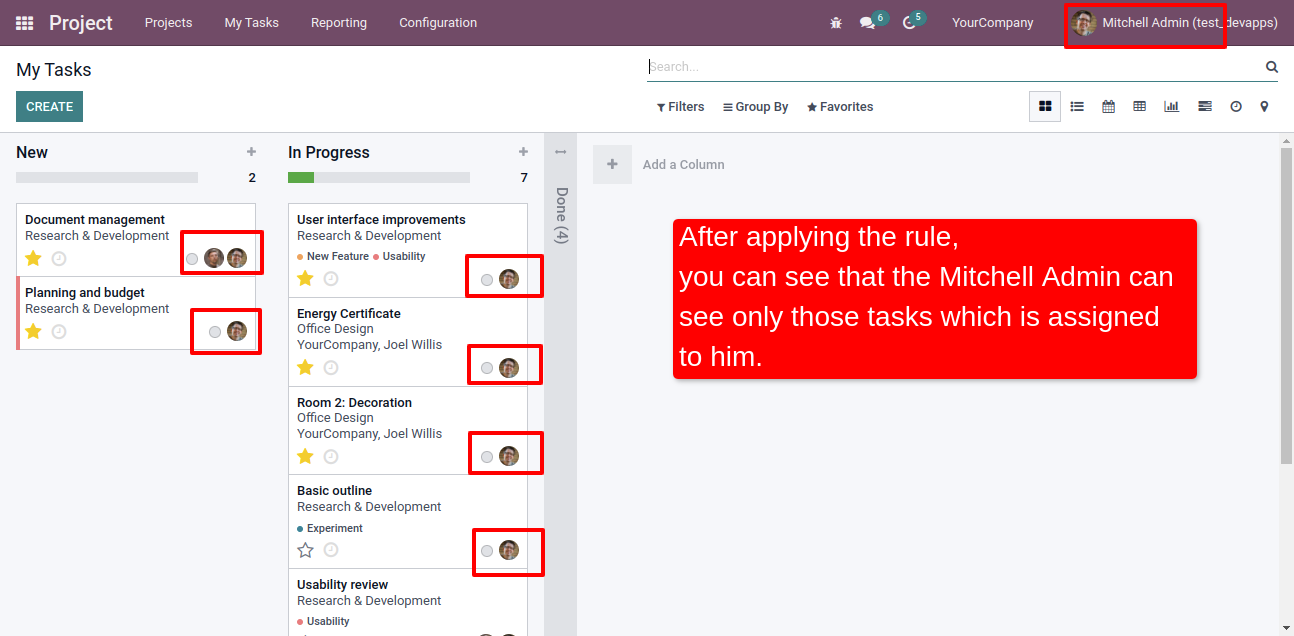 Project
Projects
My Tasks
Reporting
Configuration
6
5
YourCompany
Mitchell Admin (test_devapps)
My Tasks
Search...
CREATE
Filters
Group By
Favorites
New
2
Document management
Research & Development
Planning and budget
Research & Development
In Progress
7
User interface improvements
Research & Development
New Feature Usability
Energy Certificate
Office Design
YourCompany, Joel Willis
Room 2: Decoration
Office Design
YourCompany, Joel Willis
Basic outline
Research & Development
Experiment
Usability review
Research & Development
Usability
Done (4)
Add a Column
After applying the rule,
you can see that the Mitchell Admin can
see only those tasks which is assigned
to him.